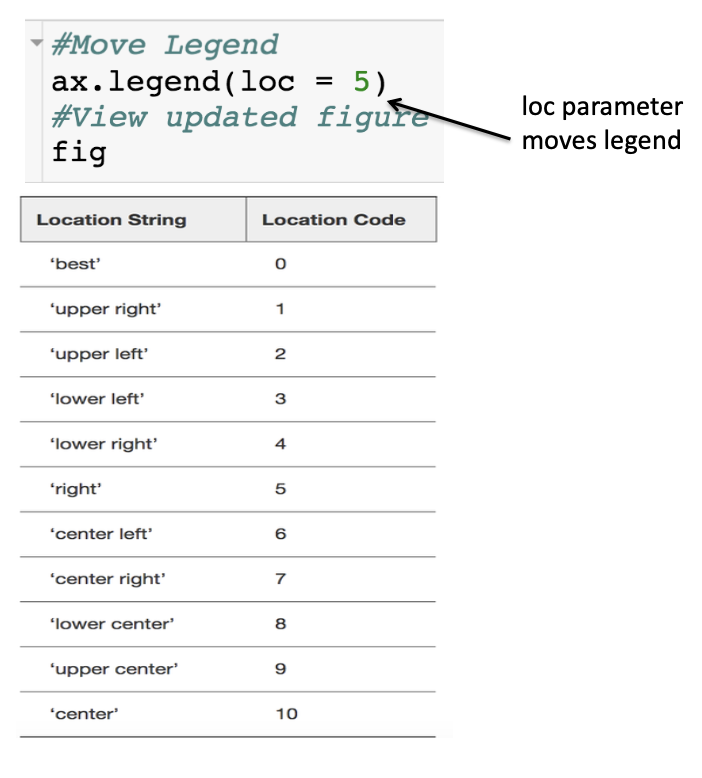 #Move Legend
ax.legend(loc = 5)
#View updated figure
fig
loc parameter
moves legend
Location String Location Code
‘best’ 0
‘upper right’ 1
‘upper left’ 2
‘lower left’ 3
‘lower right’ 4
‘right’ 5
‘center left’ 6
‘center right’ 7
‘lower center’ 8
‘upper center’ 9
‘center’ 10